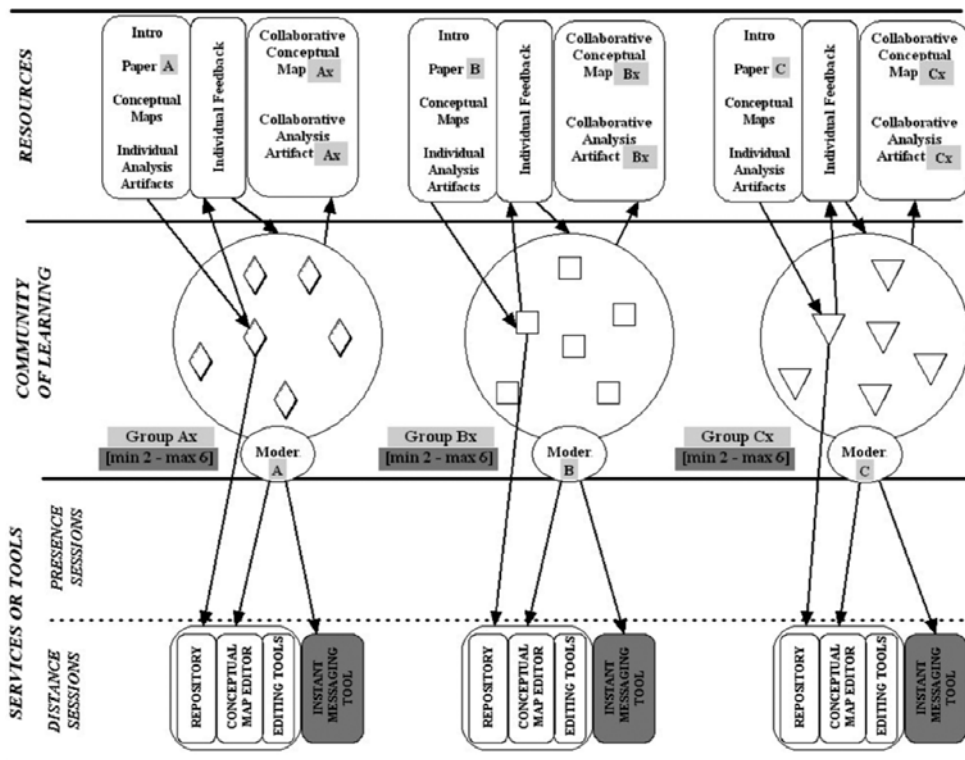 RESOURCES
Intro
Paper A
Conceptual
Maps
Individual
Analysis
Artifacts
Individual Feedback
Collaborative
Conceptual
Map Ax
Collaborative
Analysis
Artifact Ax
Intro
Paper B
Conceptual
Maps
Individual
Analysis
Artifacts
Individual Feedback
Collaborative
Conceptual
Map Bx
Collaborative
Analysis
Artifact Bx
Intro
Paper C
Conceptual
Maps
Individual
Analysis
Artifacts
Individual Feedback
Collaborative
Conceptual
Map Cx
Collaborative
Analysis
Artifact Cx
COMMUNITY
OF LEARNING
Group Ax
[min 2 - max 6]
Moder.
A
Group Bx
[min 2 - max 6]
Moder.
B
Group Cx
[min 2 - max 6]
Moder.
C
SERVICES OR TOOLS
PRESENCE
SESSIONS
DISTANCE
SESSIONS
REPOSITORY
CONCEPTUAL
MAP EDITOR
EDITING TOOLS
INSTANT
MESSAGING
TOOL
REPOSITORY
CONCEPTUAL
MAP EDITOR
EDITING TOOLS
INSTANT
MESSAGING
TOOL
REPOSITORY
CONCEPTUAL
MAP EDITOR
EDITING TOOLS
INSTANT
MESSAGING
TOOL